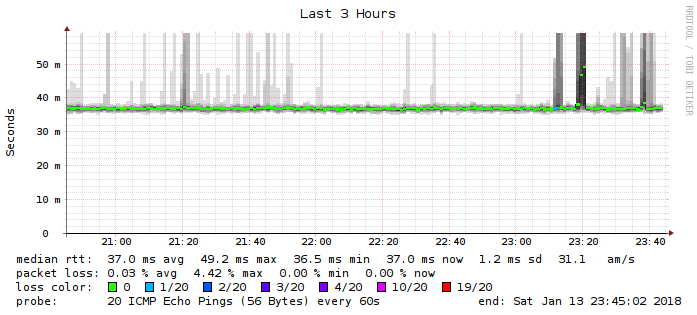 Last 3 Hours
RRDTOOL / TOBI OETIKER
Seconds
50 m
40 m
30 m
20 m
10 m
0
21:00 21:20 21:40 22:00 22:20 22:40 23:00 23:20 23:40
median rtt: 37.0 ms avg 49.2 ms max 36.5 ms min 37.0 ms now 1.2 ms sd 31.1 am/s
packet loss: 0.03 % avg 4.42 % max 0.00 % min 0.00 % now
loss color: 0 1/20 2/20 3/20 4/20 10/20 19/20
probe: 20 ICMP Echo Pings (56 Bytes) every 60s end: Sat Jan 13 23:45:02 2018